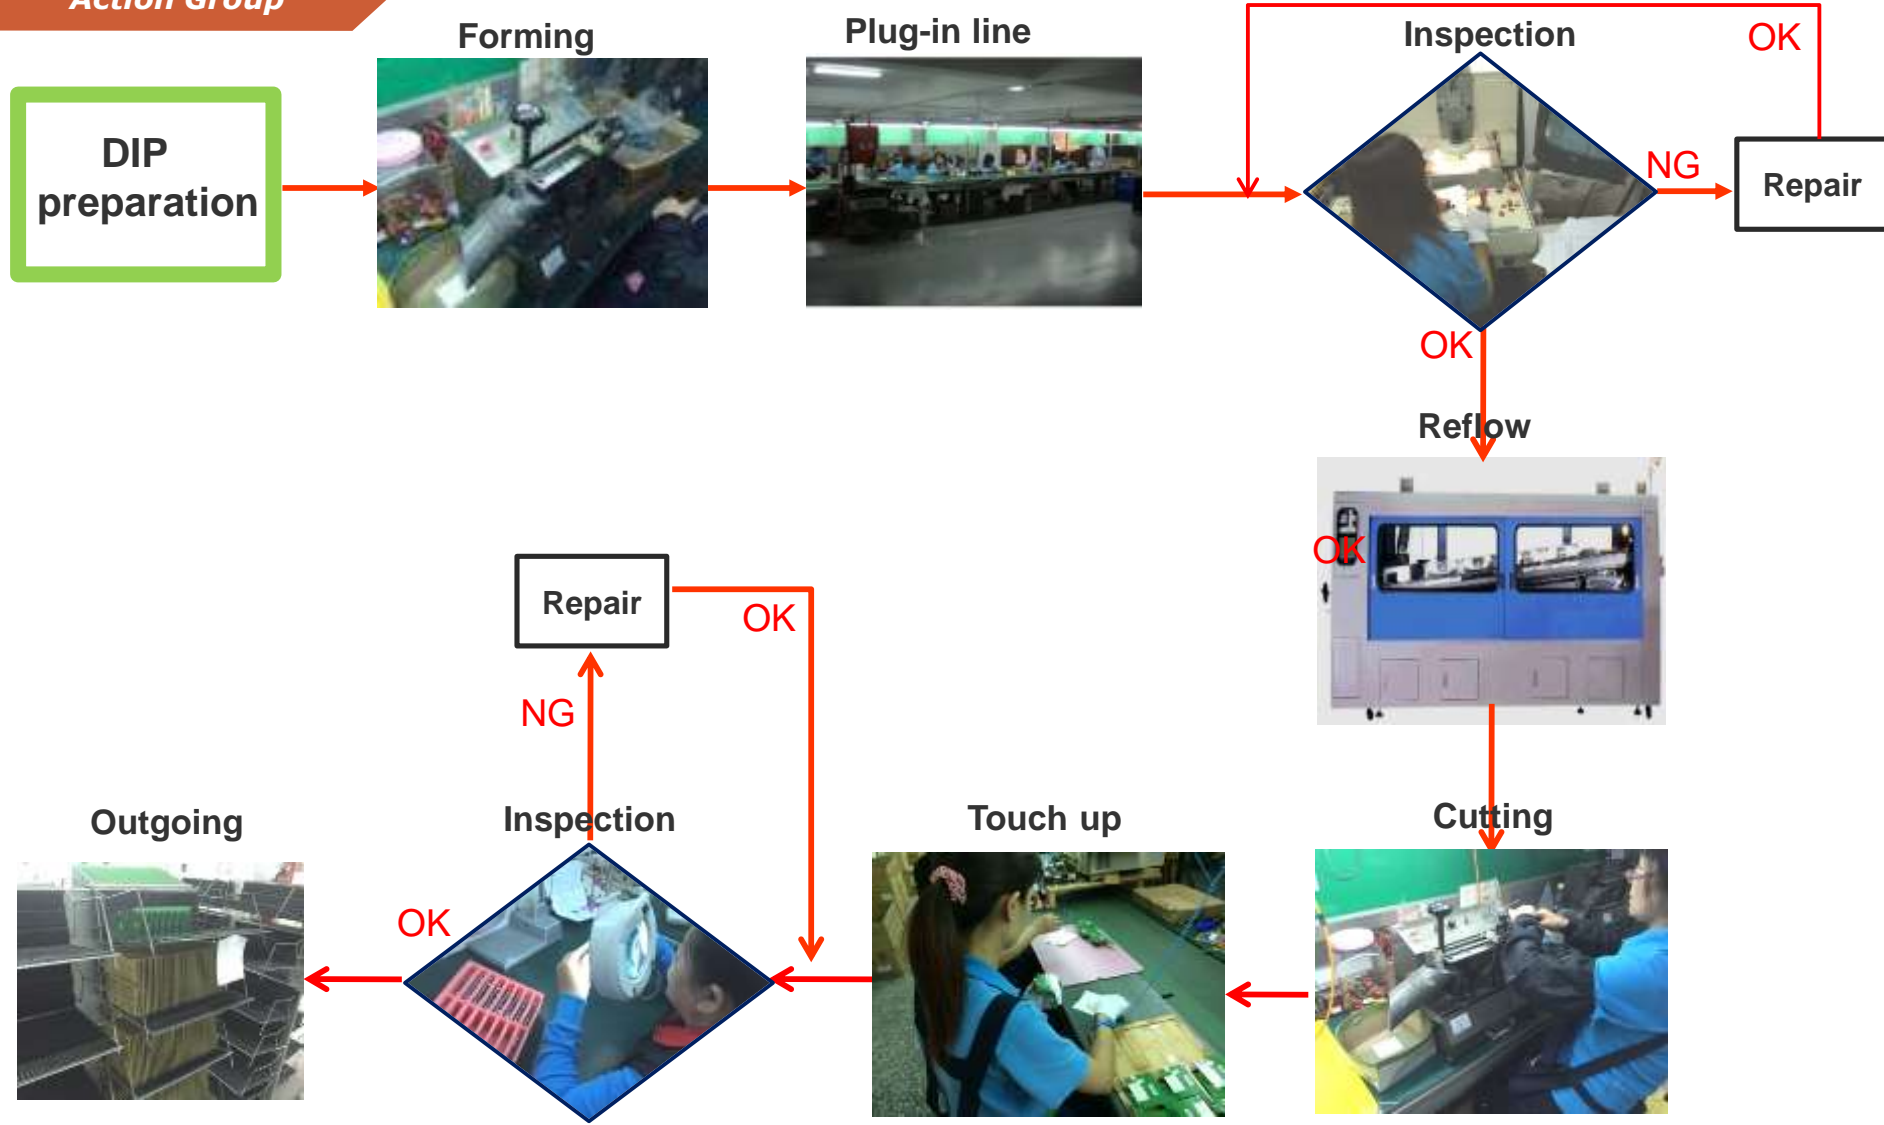 Action Group
Forming
Plug-in line
Inspection
OK
DIP
preparation
NG
Repair
OK
Reflow
OK
Repair
OK
NG
Outgoing
Inspection
Touch up
Cutting
OK